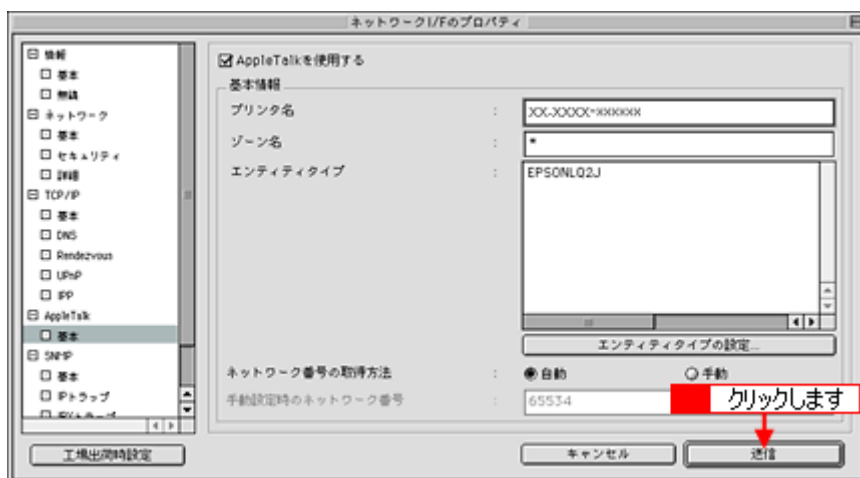 ネットワークI/Fのプロパティ
情報
基本
無線
ネットワーク
基本
セキュリティ
詳細
TCP/IP
基本
DNS
Rendezvous
UPnP
IPP
AppleTalk
基本
SNMP
基本
IPトラップ
IPXトラップ
工場出荷時設定
AppleTalkを使用する
基本情報
プリンタ名 : XX-XXXX-XXXXXX
ゾーン名 : *
エンティティタイプ : EPSONLQ2J
エンティティタイプの設定...
ネットワーク番号の取得方法 : 自動 手動
手動設定時のネットワーク番号 : 65534
クリックします
キャンセル
送信